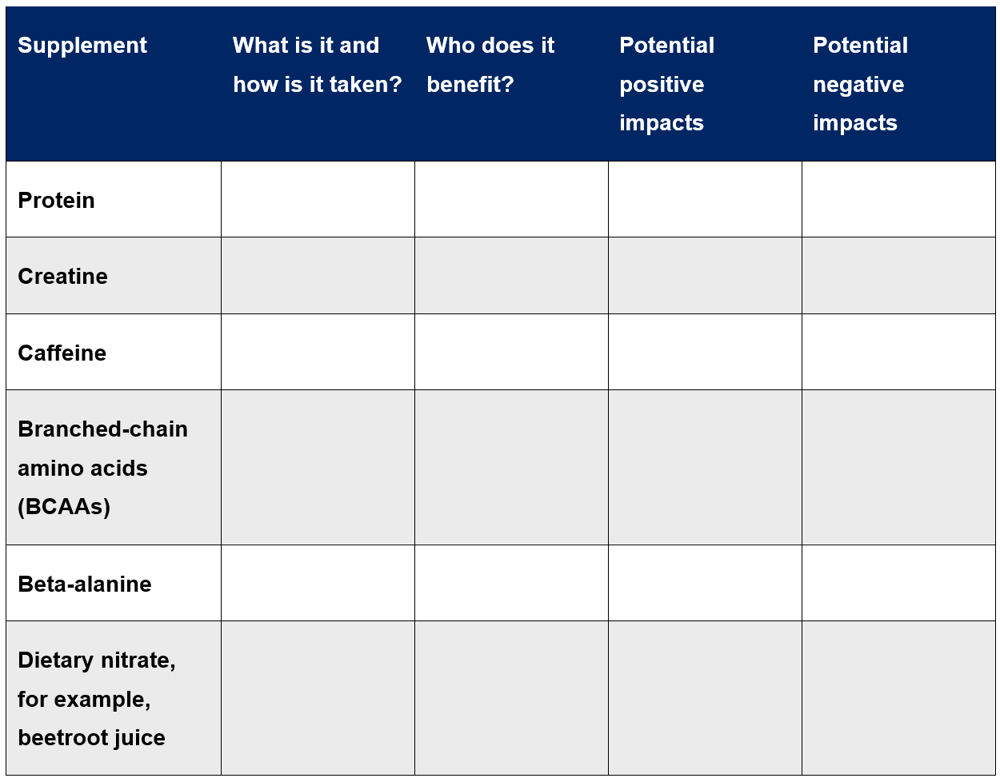 Supplement
What is it and
how is it taken?
Who does it
benefit?
Potential
positive
impacts
Potential
negative
impacts
Protein
Creatine
Caffeine
Branched-chain
amino acids
(BCAAs)
Beta-alanine
Dietary nitrate,
for example,
beetroot juice